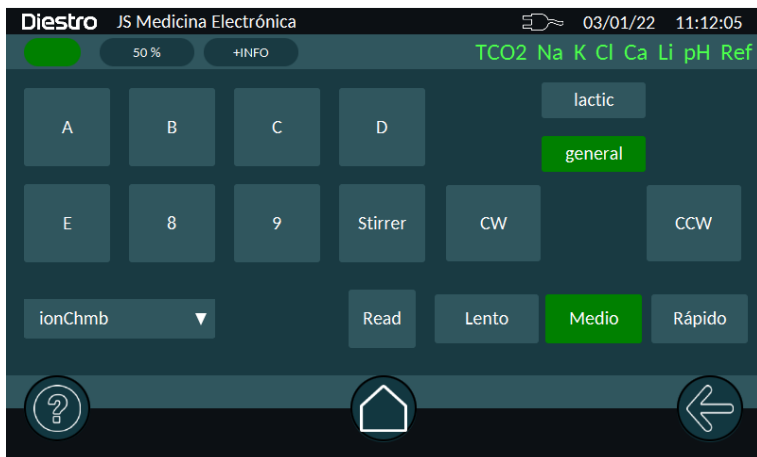 Diestro JS Medicina Electrónica 03/01/22 11:12:05
50 % +INFO TCO2 Na K Cl Ca Li pH Ref
lactic
A B C D
general
E 8 9 Stirrer CW CCW
ionChmb ▼ Read Lento Medio Rápido
?